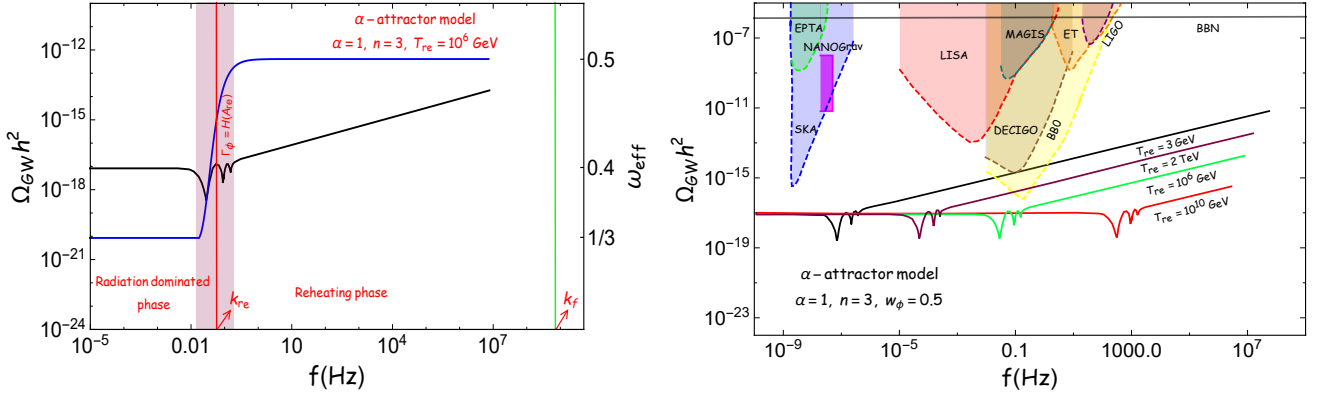 α-attractor model
α=1, n=3, T_re=10^6 GeV
10^-12
10^-15
10^-18
10^-21
10^-24
Ω_GW h^2
Γ_ϕ = H(A_re)
0.5
0.4
1/3
ω_eff
Radiation dominated
phase
k_re
Reheating phase
k_f
10^-5
0.01
10
10^4
10^7
f(Hz)
10^-7
10^-11
10^-15
10^-19
10^-23
Ω_GW h^2
EPTA
NANOGrav
SKA
LISA
MAGIS
ET
LIGO
BBN
DECIGO
BBO
T_re = 3 GeV
T_re = 2 TeV
T_re = 10^6 GeV
T_re = 10^10 GeV
α-attractor model
α=1, n=3, w_ϕ=0.5
10^-9
10^-5
0.1
1000.0
10^7
f(Hz)